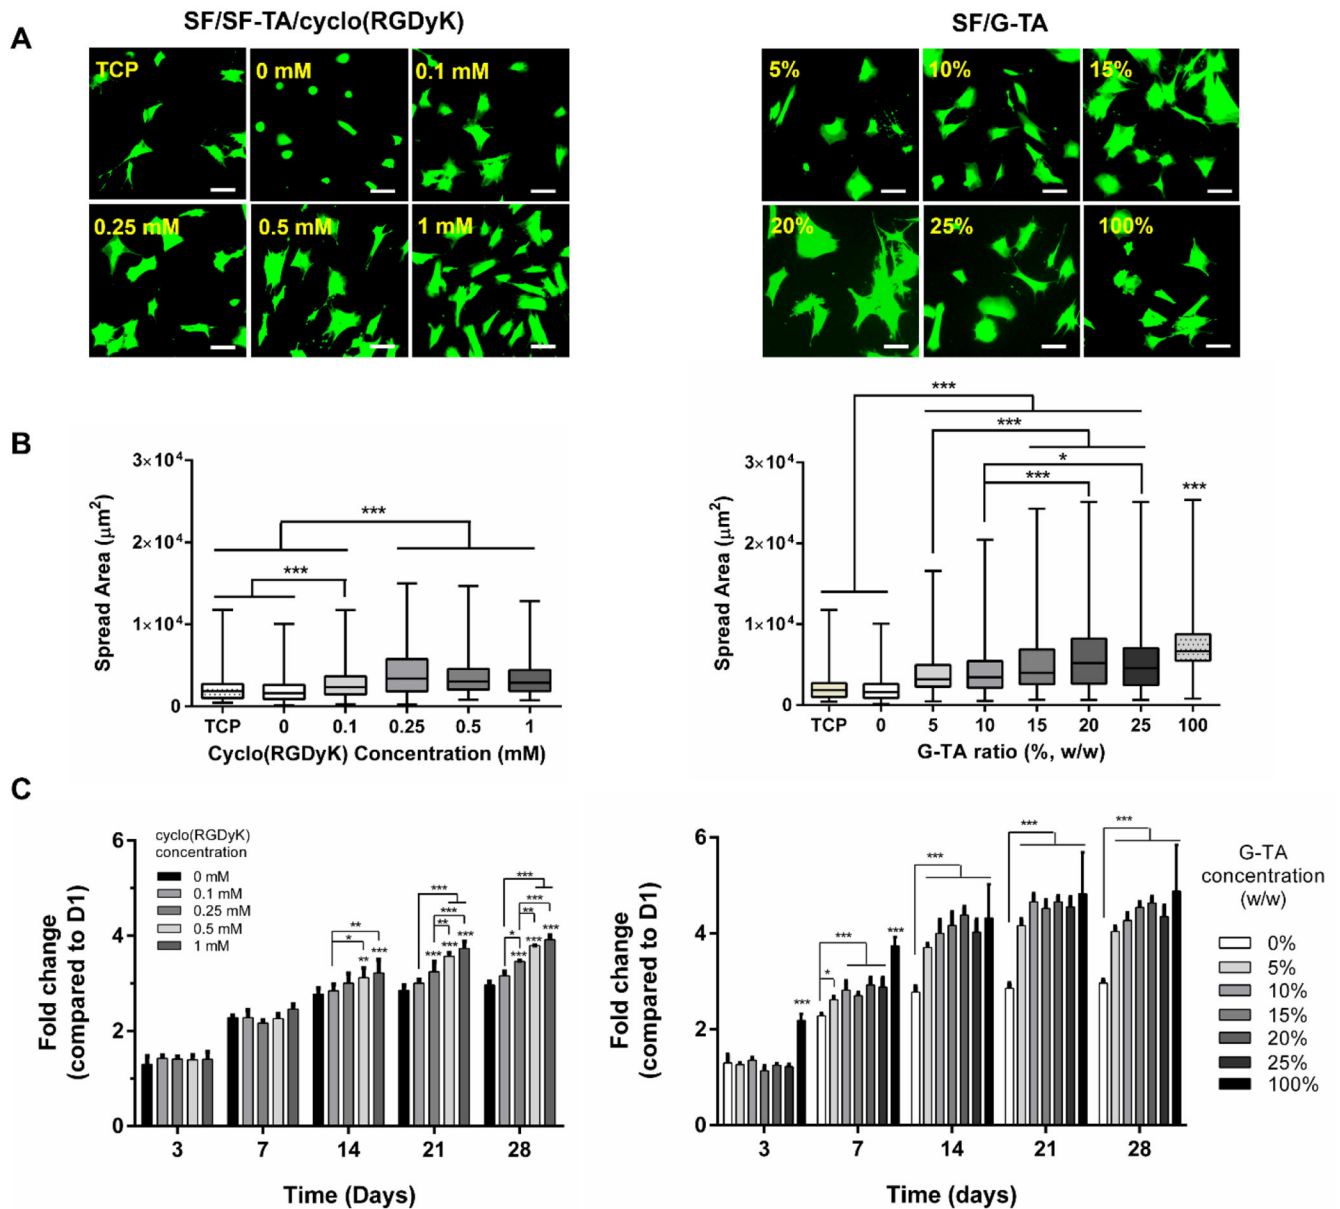 SF/SF-TA/cyclo(RGDyK)
SF/G-TA
A
TCP
0 mM
0.1 mM
0.25 mM
0.5 mM
1 mM
5%
10%
15%
20%
25%
100%
B
Spread Area (μm²)
3×10⁴
2×10⁴
1×10⁴
0
***
***
TCP
0
0.1
0.25
0.5
1
Cyclo(RGDyK) Concentration (mM)
Spread Area (μm²)
3×10⁴
2×10⁴
1×10⁴
0
***
***
*
***
***
TCP
0
5
10
15
20
25
100
G-TA ratio (%, w/w)
C
Fold change
(compared to D1)
6
4
2
0
cyclo(RGDyK)
concentration
0 mM
0.1 mM
0.25 mM
0.5 mM
1 mM
**
*
**
***
***
***
**
***
***
***
***
***
**
*
***
***
***
3
7
14
21
28
Time (Days)
Fold change
(compared to D1)
6
4
2
0
***
***
*
***
***
***
***
3
7
14
21
28
Time (days)
G-TA
concentration
(w/w)
0%
5%
10%
15%
20%
25%
100%